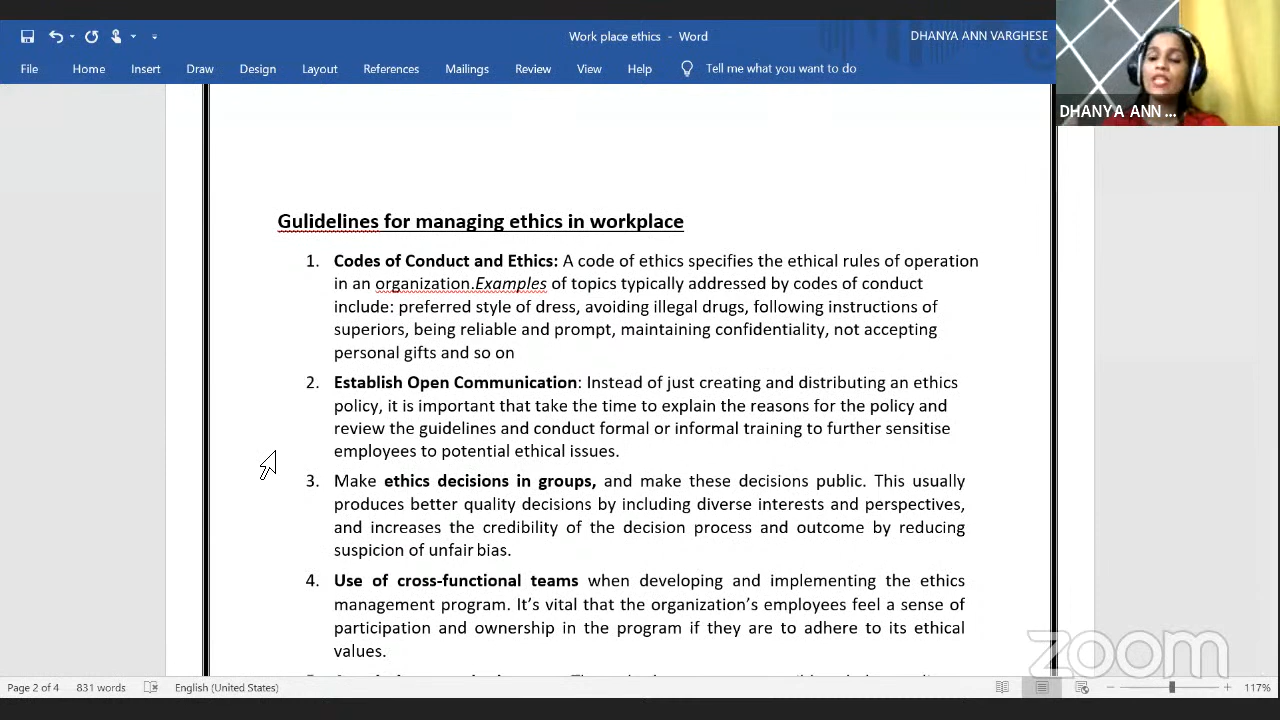 Work place ethics - Word
DHANYA ANN VARGHESE
File Home Insert Draw Design Layout References Mailings Review View Help Tell me what you want to do
DHANYA ANN ...
Gulidelines for managing ethics in workplace
1. Codes of Conduct and Ethics: A code of ethics specifies the ethical rules of operation
in an organization.Examples of topics typically addressed by codes of conduct
include: preferred style of dress, avoiding illegal drugs, following instructions of
superiors, being reliable and prompt, maintaining confidentiality, not accepting
personal gifts and so on
2. Establish Open Communication: Instead of just creating and distributing an ethics
policy, it is important that take the time to explain the reasons for the policy and
review the guidelines and conduct formal or informal training to further sensitise
employees to potential ethical issues.
3. Make ethics decisions in groups, and make these decisions public. This usually
produces better quality decisions by including diverse interests and perspectives,
and increases the credibility of the decision process and outcome by reducing
suspicion of unfair bias.
4. Use of cross-functional teams when developing and implementing the ethics
management program. It's vital that the organization's employees feel a sense of
participation and ownership in the program if they are to adhere to its ethical
values.
zoom
Page 2 of 4 831 words English (United States) 117%